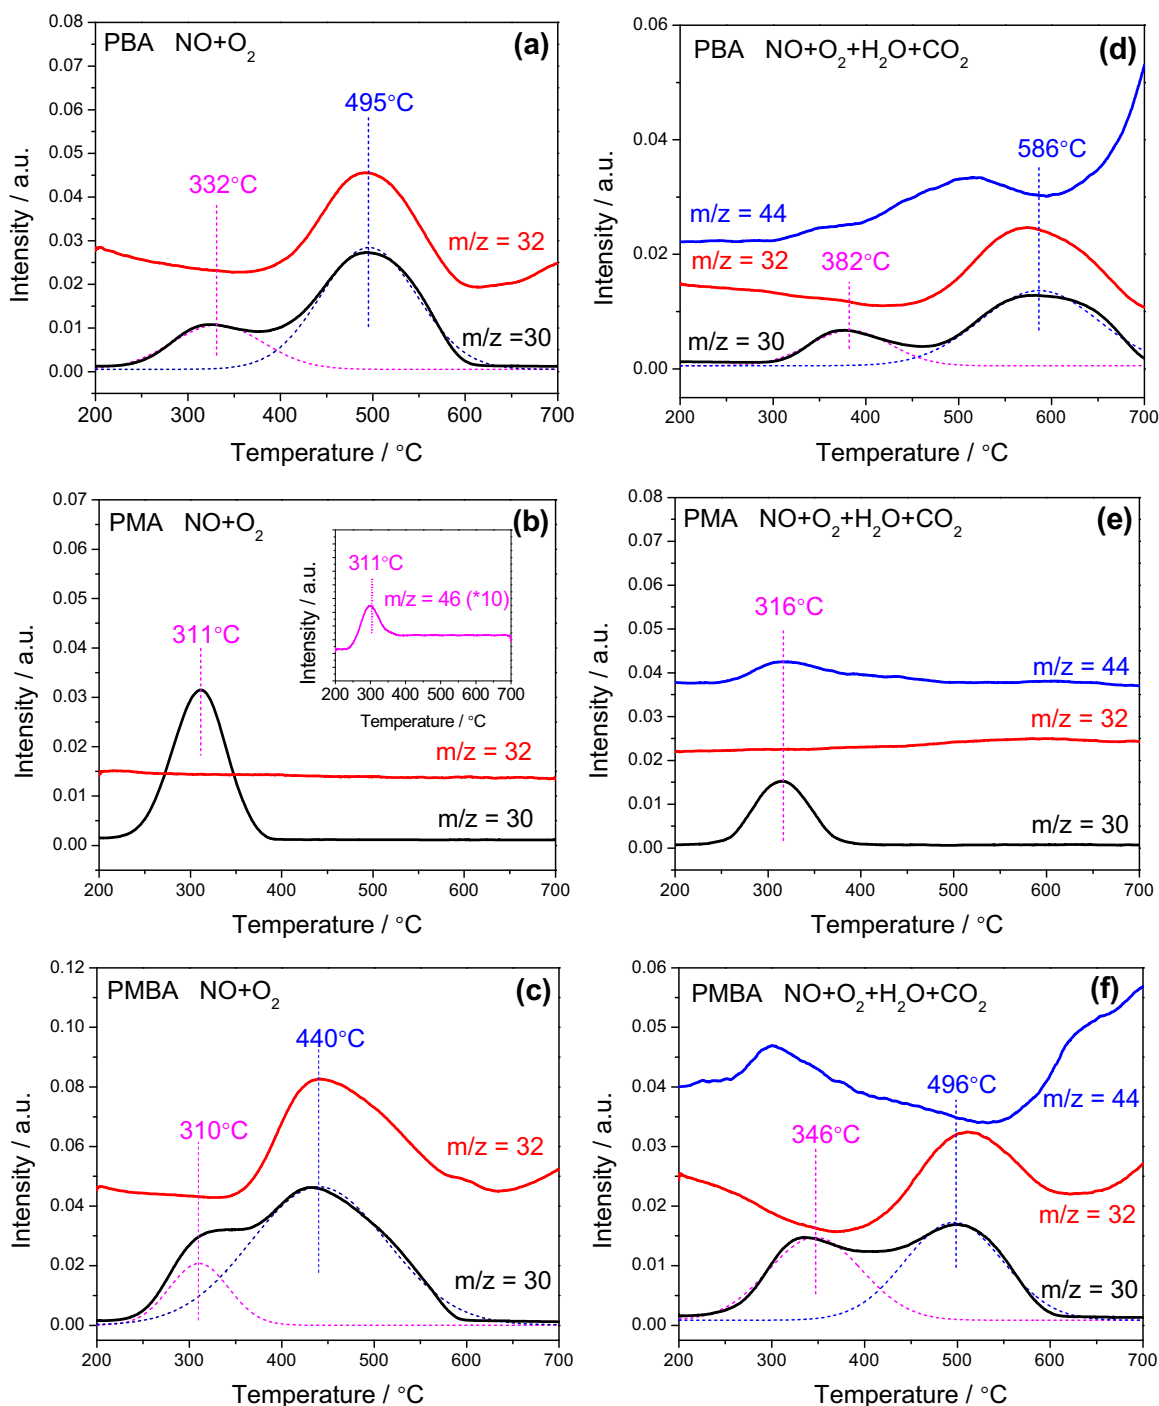 PBA NO+O2
(a)
495°C
332°C
m/z = 32
m/z =30
0.08
0.07
0.06
0.05
0.04
0.03
0.02
0.01
0.00
Intensity / a.u.
200 300 400 500 600 700
Temperature / °C
PBA NO+O2+H2O+CO2
(d)
586°C
m/z = 44
m/z = 32
382°C
m/z = 30
0.06
0.04
0.02
0.00
Intensity / a.u.
200 300 400 500 600 700
Temperature / °C
PMA NO+O2
(b)
311°C
m/z = 32
m/z = 30
0.07
0.06
0.05
0.04
0.03
0.02
0.01
0.00
Intensity / a.u.
200 300 400 500 600 700
Temperature / °C
311°C
m/z = 46 (*10)
Intensity / a.u.
200 300 400 500 600 700
Temperature / °C
PMA NO+O2+H2O+CO2
(e)
316°C
m/z = 44
m/z = 32
m/z = 30
0.08
0.07
0.06
0.05
0.04
0.03
0.02
0.01
0.00
Intensity / a.u.
200 300 400 500 600 700
Temperature / °C
PMBA NO+O2
(c)
440°C
310°C
m/z = 32
m/z = 30
0.12
0.10
0.08
0.06
0.04
0.02
0.00
Intensity / a.u.
200 300 400 500 600 700
Temperature / °C
PMBA NO+O2+H2O+CO2
(f)
496°C
m/z = 44
346°C
m/z = 32
m/z = 30
0.06
0.05
0.04
0.03
0.02
0.01
0.00
Intensity / a.u.
200 300 400 500 600 700
Temperature / °C